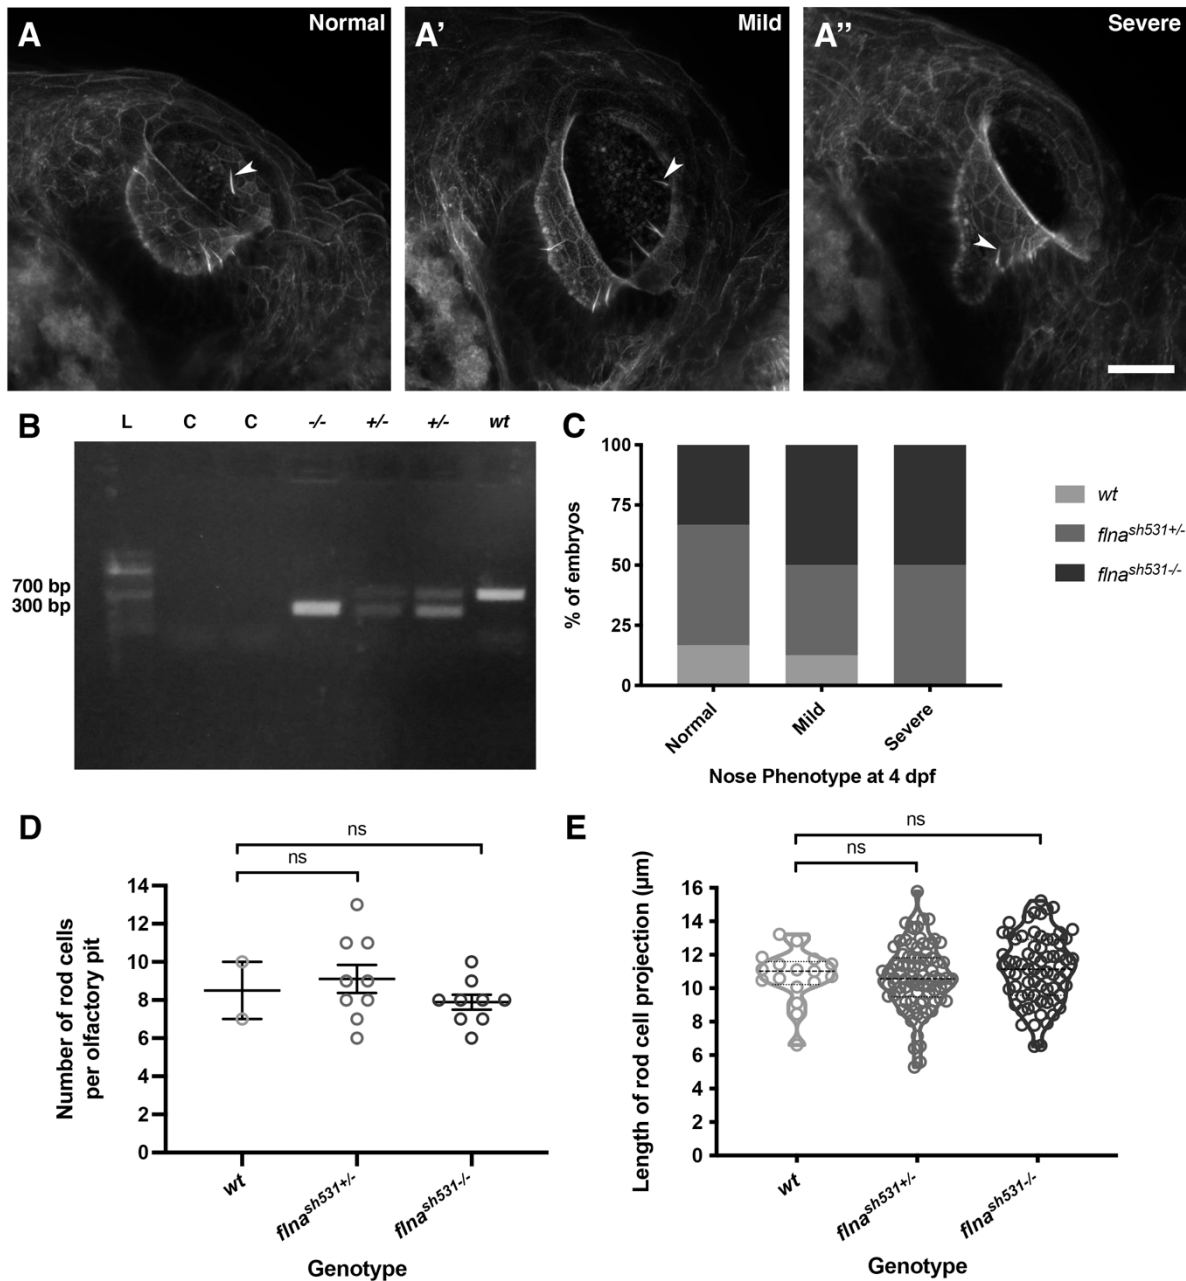 A Normal
A’ Mild
A” Severe
B
L C C -/- +/- +/- wt
700 bp
300 bp
C
% of embryos
100
75
50
25
0
Normal
Mild
Severe
Nose Phenotype at 4 dpf
wt
flna^sh531+/-
flna^sh531-/-
D
ns
ns
Number of rod cells
per olfactory pit
14
12
10
8
6
4
2
0
wt
flna^sh531+/-
flna^sh531-/-
Genotype
E
ns
ns
Length of rod cell projection (µm)
16
14
12
10
8
6
4
2
0
wt
flna^sh531+/-
flna^sh531-/-
Genotype